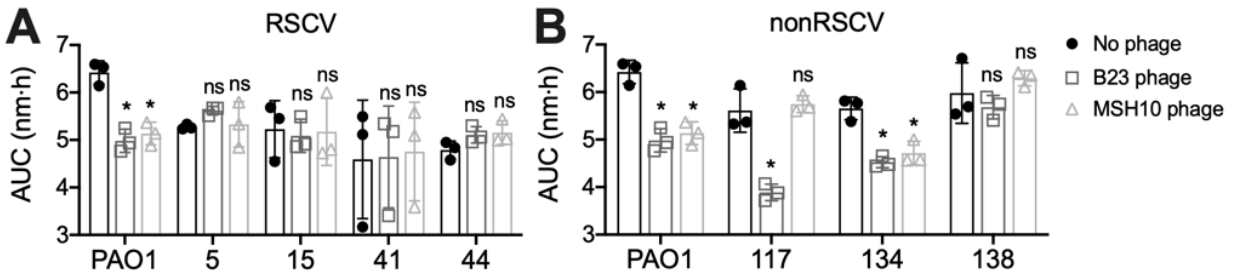 A
RSCV
AUC (nm·h)
7
6
5
4
3
* *
ns ns
ns ns
ns ns
ns ns
PAO1 5 15 41 44
B
nonRSCV
AUC (nm·h)
7
6
5
4
3
* *
* ns
* *
ns ns
PAO1 117 134 138
No phage
B23 phage
MSH10 phage